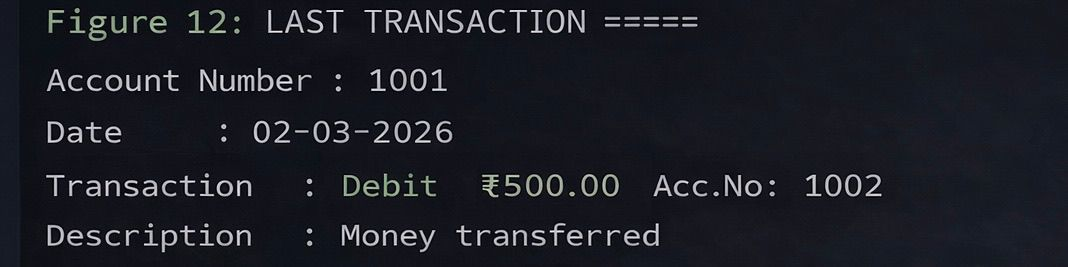 Figure 12: LAST TRANSACTION =====
Account Number : 1001
Date : 02-03-2026
Transaction : Debit ₹500.00 Acc.No: 1002
Description : Money transferred